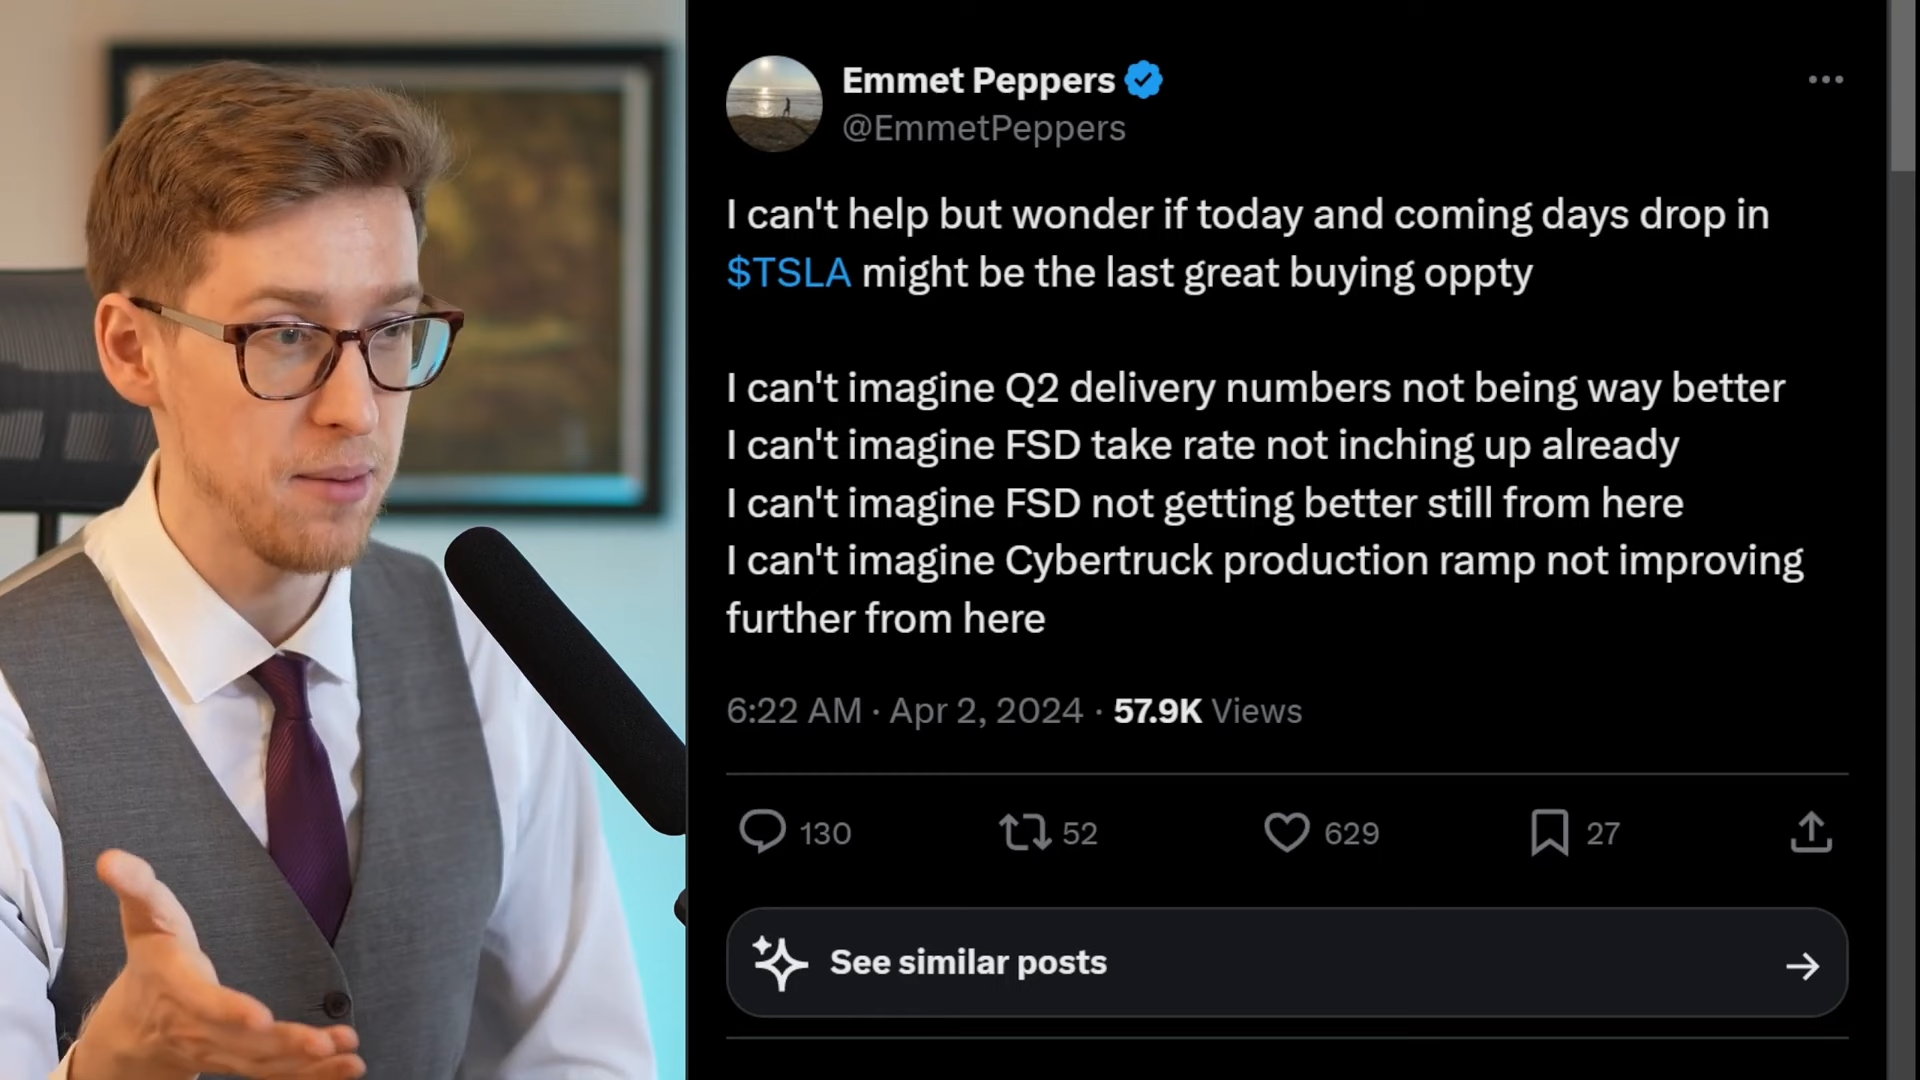 Emmet Peppers
@EmmetPeppers
I can't help but wonder if today and coming days drop in
$TSLA might be the last great buying oppty
I can't imagine Q2 delivery numbers not being way better
I can't imagine FSD take rate not inching up already
I can't imagine FSD not getting better still from here
I can't imagine Cybertruck production ramp not improving
further from here
6:22 AM · Apr 2, 2024 · 57.9K Views
130 52 629 27
See similar posts